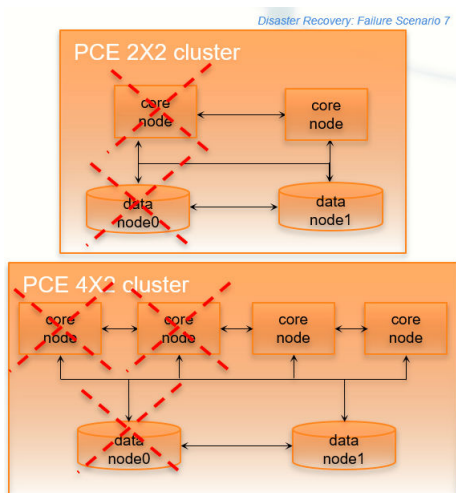 Disaster Recovery: Failure Scenario 7
PCE 2X2 cluster
core
node
core
node
data
node0
data
node1
PCE 4X2 cluster
core
node
core
node
core
node
core
node
data
node0
data
node1